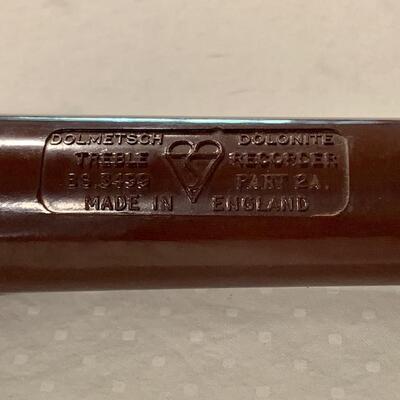 DOLMETSCH DOLONITE
TREBLE RECORDER
BS.3499 PART 2A.
MADE IN ENGLAND